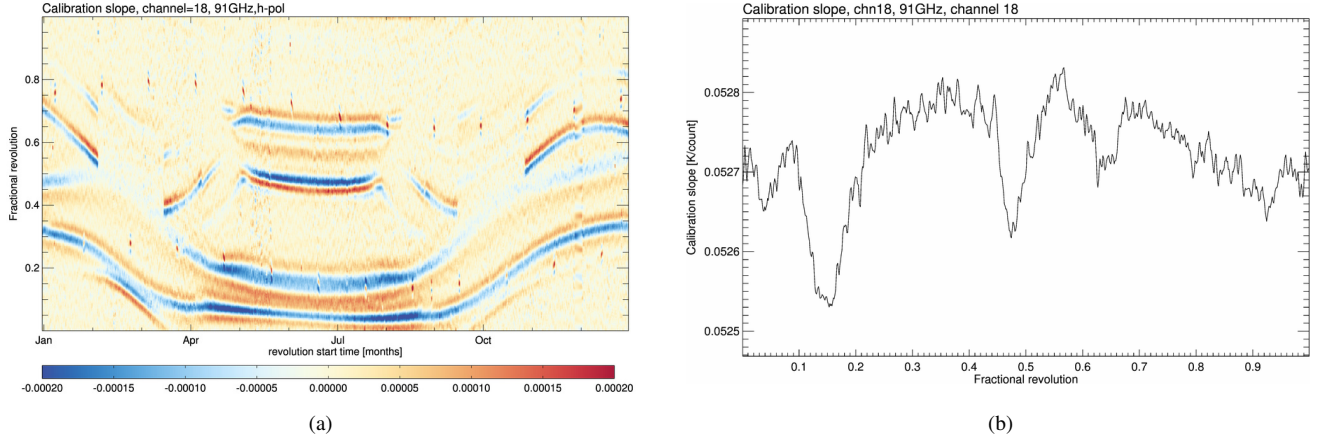 Calibration slope, channel=18, 91GHz,h-pol
Fractional revolution
0.8
0.6
0.4
0.2
Jan Apr Jul Oct
revolution start time [months]
-0.00020 -0.00015 -0.00010 -0.00005 0.00000 0.00005 0.00010 0.00015 0.00020
(a)
Calibration slope, chn18, 91GHz, channel 18
Calibration slope [K/count]
0.0528
0.0527
0.0526
0.0525
0.1 0.2 0.3 0.4 0.5 0.6 0.7 0.8 0.9
Fractional revolution
(b)